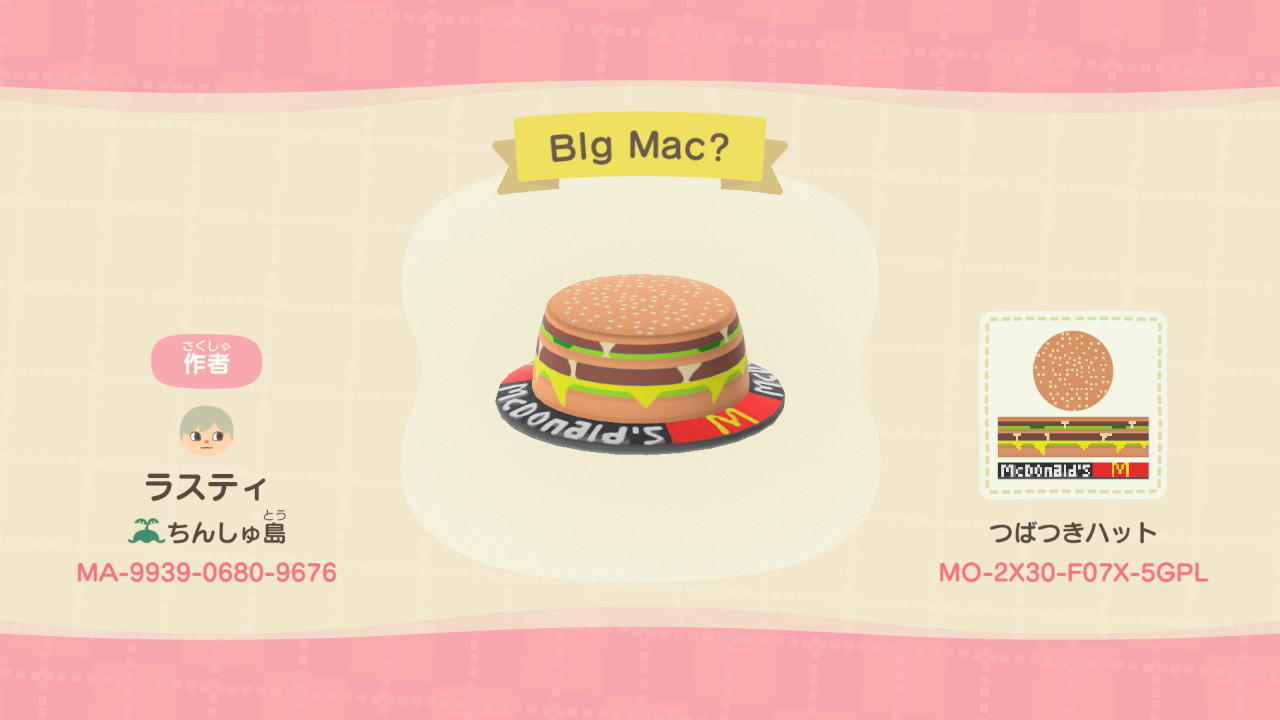 BIg Mac?
さくしゃ
作者
ラスティ
とう
ちんしゅ島
MA-9939-0680-9676
McDonald's M McD
McDonald's M
つばつきハット
MO-2X30-F07X-5GPL